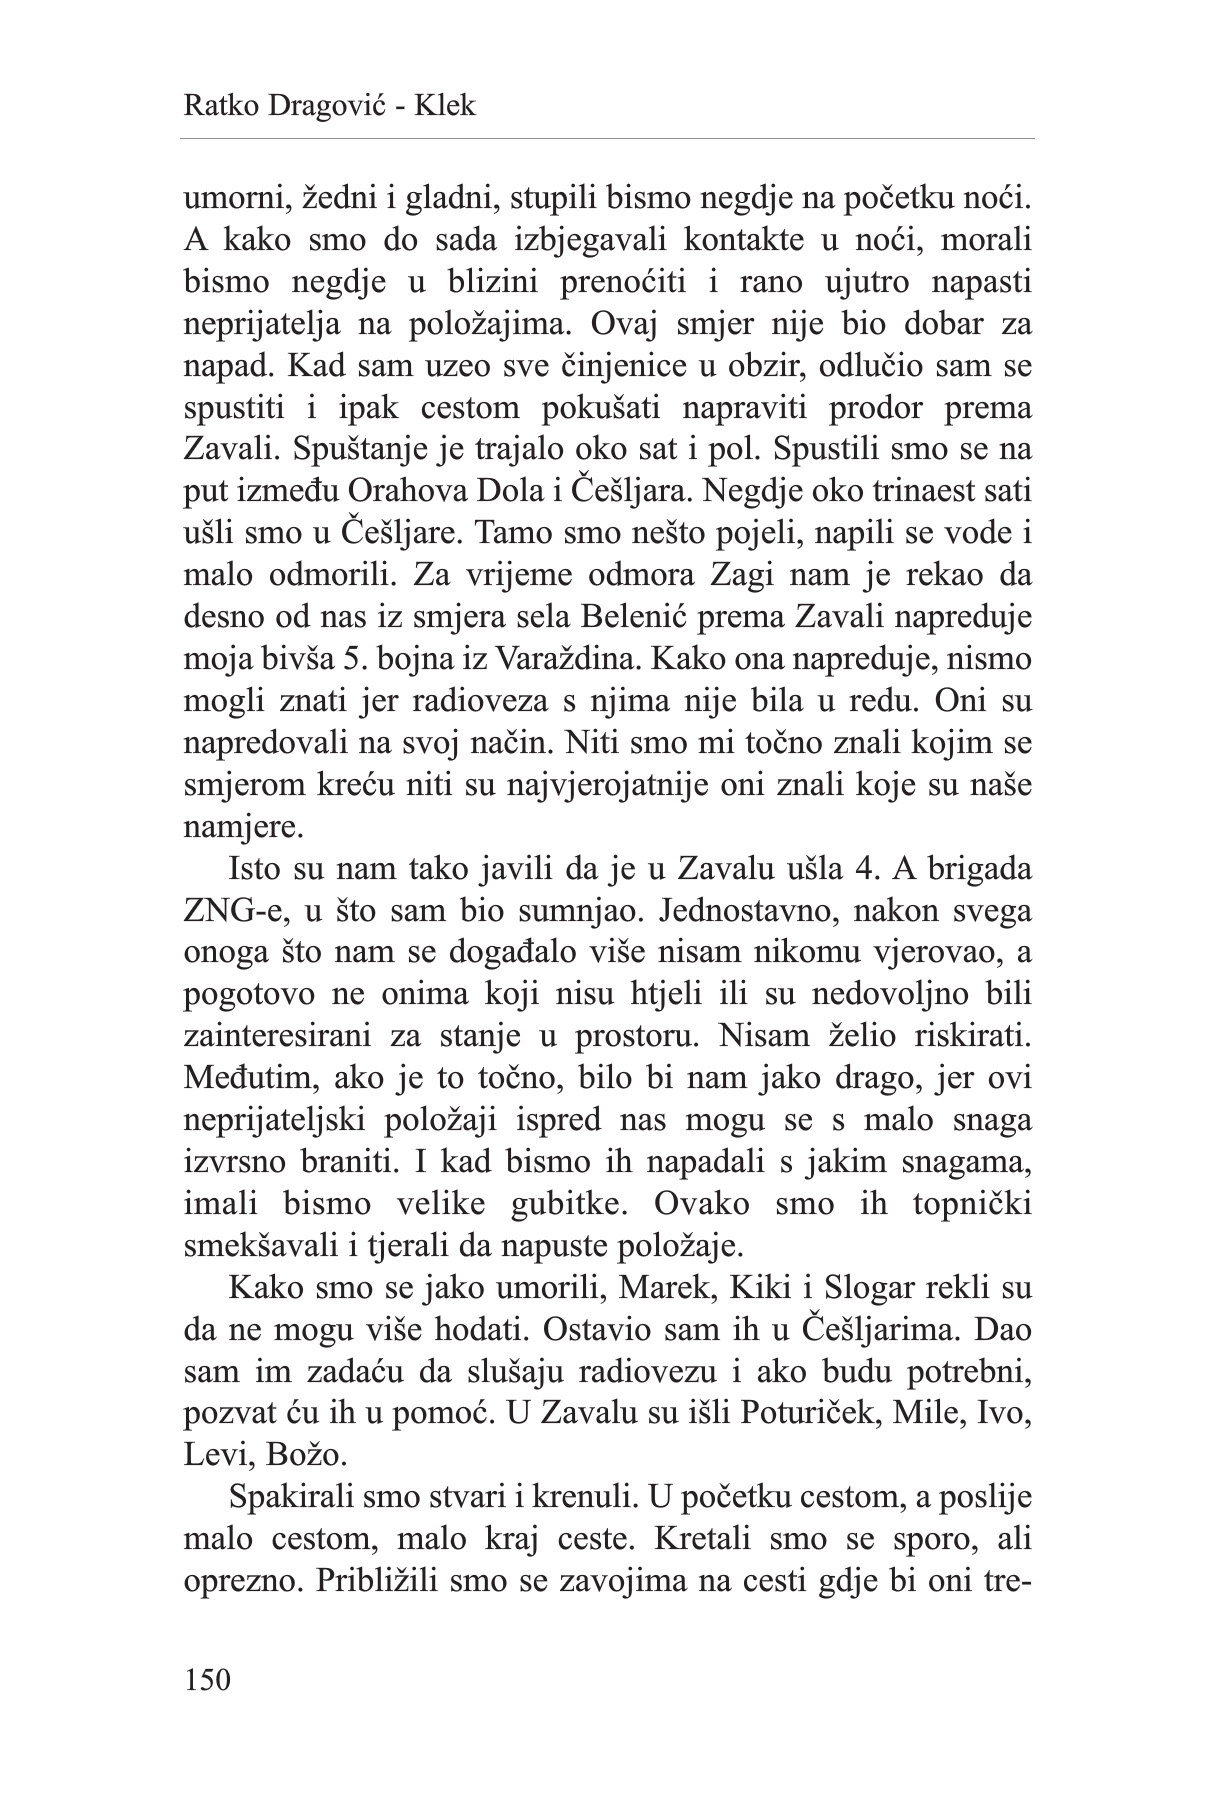 Ratko Dragović - Klek
umorni, žedni i gladni, stupili bismo negdje na početku noći.
A kako smo do sada izbjegavali kontakte u noći, morali
bismo negdje u blizini prenoćiti i rano ujutro napasti
neprijatelja na položajima. Ovaj smjer nije bio dobar za
napad. Kad sam uzeo sve činjenice u obzir, odlučio sam se
spustiti i ipak cestom pokušati napraviti prodor prema
Zavali. Spuštanje je trajalo oko sat i pol. Spustili smo se na
put između Orahova Dola i Češljara. Negdje oko trinaest sati
ušli smo u Češljare. Tamo smo nešto pojeli, napili se vode i
malo odmorili. Za vrijeme odmora Zagi nam je rekao da
desno od nas iz smjera sela Belenić prema Zavali napreduje
moja bivša 5. bojna iz Varaždina. Kako ona napreduje, nismo
mogli znati jer radioveza s njima nije bila u redu. Oni su
napredovali na svoj način. Niti smo mi točno znali kojim se
smjerom kreću niti su najvjerojatnije oni znali koje su naše
namjere.
Isto su nam tako javili da je u Zavalu ušla 4. A brigada
ZNG-e, u što sam bio sumnjao. Jednostavno, nakon svega
onoga što nam se događalo više nisam nikomu vjerovao, a
pogotovo ne onima koji nisu htjeli ili su nedovoljno bili
zainteresirani za stanje u prostoru. Nisam želio riskirati.
Međutim, ako je to točno, bilo bi nam jako drago, jer ovi
neprijateljski položaji ispred nas mogu se s malo snaga
izvrsno braniti. I kad bismo ih napadali s jakim snagama,
imali bismo velike gubitke. Ovako smo ih topnički
smekšavali i tjerali da napuste položaje.
Kako smo se jako umorili, Marek, Kiki i Slogar rekli su
da ne mogu više hodati. Ostavio sam ih u Češljarima. Dao
sam im zadaću da slušaju radiovezu i ako budu potrebni,
pozvat ću ih u pomoć. U Zavalu su išli Poturiček, Mile, Ivo,
Levi, Božo.
Spakirali smo stvari i krenuli. U početku cestom, a poslije
malo cestom, malo kraj ceste. Kretali smo se sporo, ali
oprezno. Približili smo se zavojima na cesti gdje bi oni tre-
150